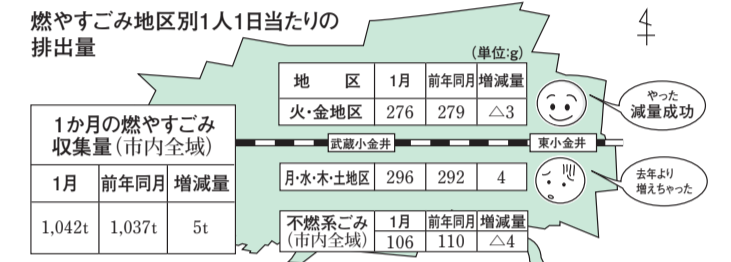 燃やすごみ地区別1人1日当たりの
排出量
(単位:g)
地 区 1月 前年同月 増減量
火・金地区 276 279 △3
やった
減量成功
1か月の燃やすごみ
収集量(市内全域)
1月 前年同月 増減量
1,042t 1,037t 5t
武蔵小金井 東小金井
月・水・木・土地区 296 292 4
去年より
増えちゃった
不燃系ごみ
(市内全域)
1月 前年同月 増減量
106 110 △4